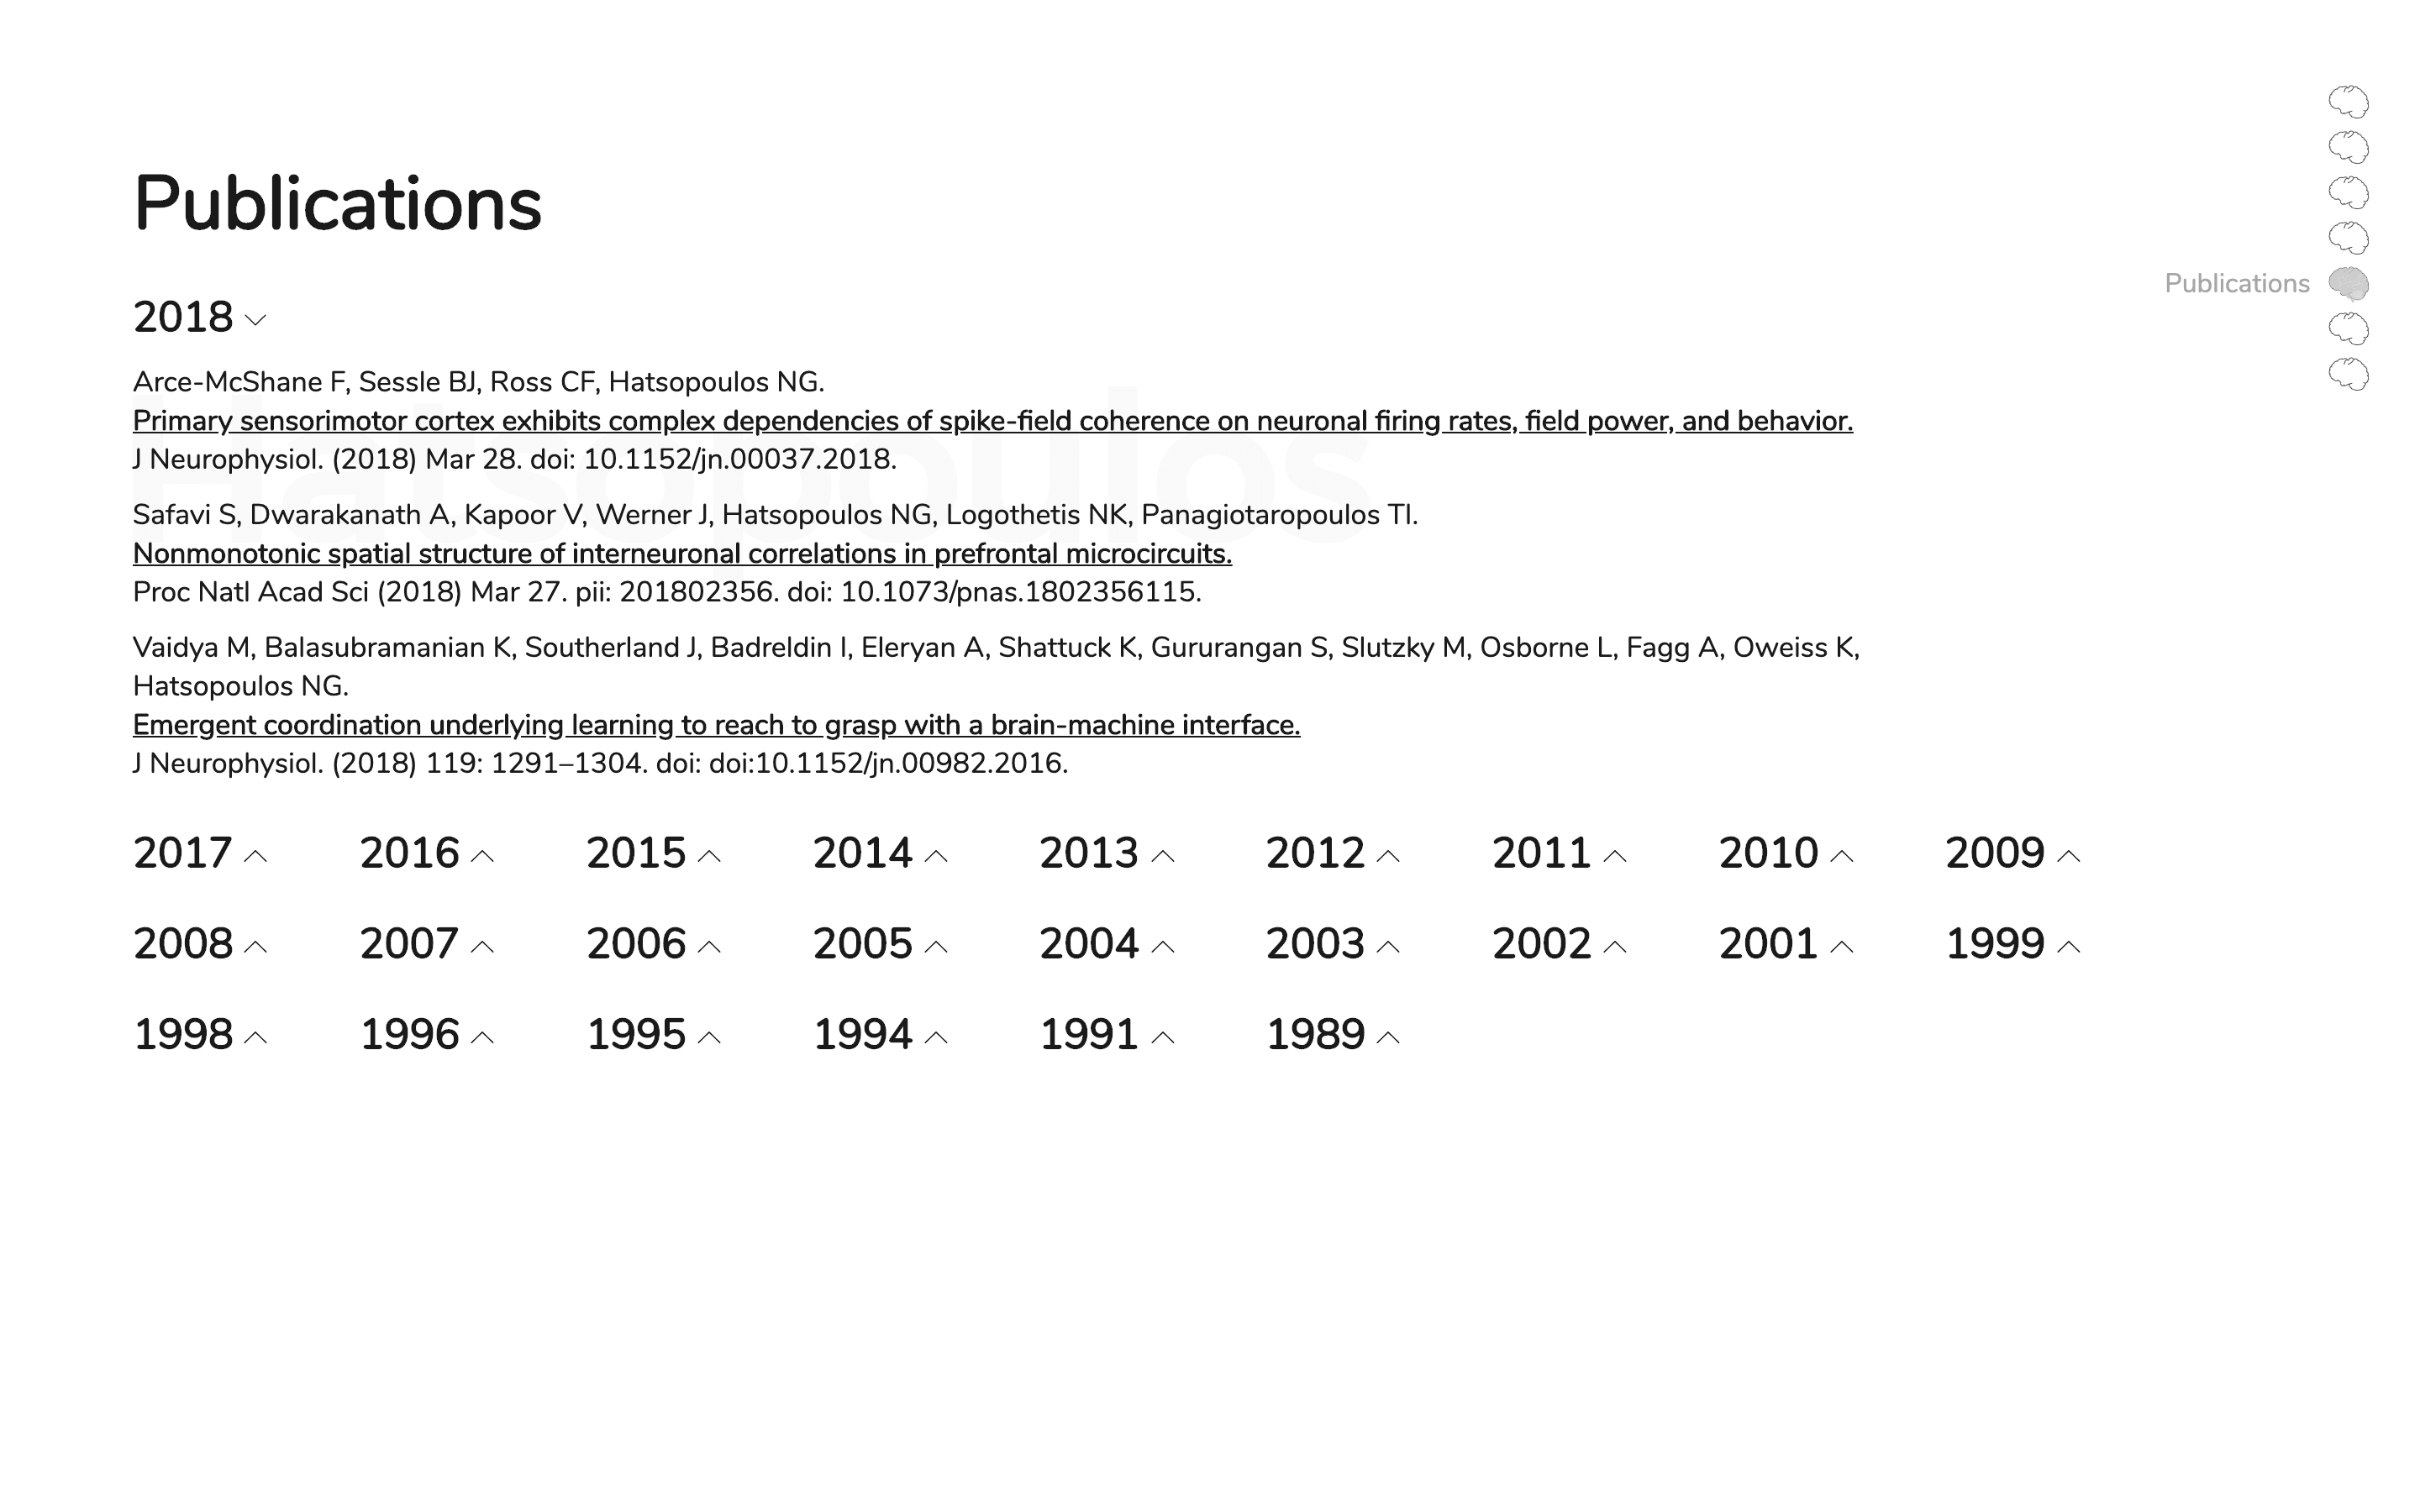 Publications
Publications
2018
Hatsopoulos
Arce-McShane F, Sessle BJ, Ross CF, Hatsopoulos NG.
Primary sensorimotor cortex exhibits complex dependencies of spike-field coherence on neuronal firing rates, field power, and behavior.
J Neurophysiol. (2018) Mar 28. doi: 10.1152/jn.00037.2018.
Safavi S, Dwarakanath A, Kapoor V, Werner J, Hatsopoulos NG, Logothetis NK, Panagiotaropoulos TI.
Nonmonotonic spatial structure of interneuronal correlations in prefrontal microcircuits.
Proc Natl Acad Sci (2018) Mar 27. pii: 201802356. doi: 10.1073/pnas.1802356115.
Vaidya M, Balasubramanian K, Southerland J, Badreldin I, Eleryan A, Shattuck K, Gururangan S, Slutzky M, Osborne L, Fagg A, Oweiss K,
Hatsopoulos NG.
Emergent coordination underlying learning to reach to grasp with a brain-machine interface.
J Neurophysiol. (2018) 119: 1291–1304. doi: doi:10.1152/jn.00982.2016.
2017 2016 2015 2014 2013 2012 2011 2010 2009
2008 2007 2006 2005 2004 2003 2002 2001 1999
1998 1996 1995 1994 1991 1989